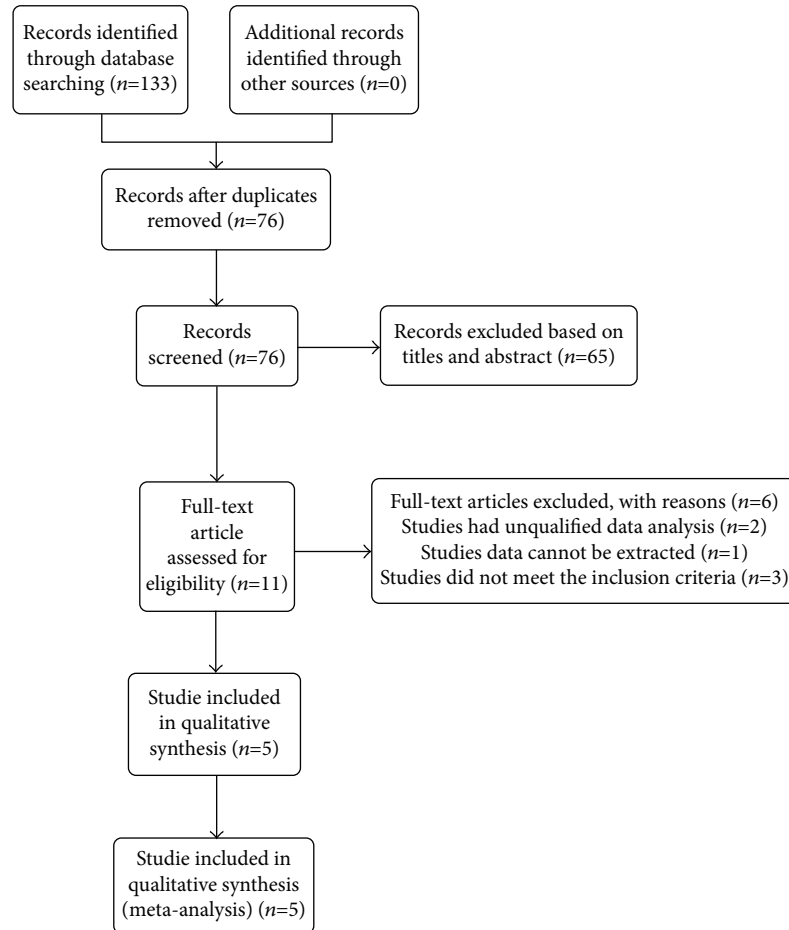 Records identified
through database
searching (n=133)
Additional records
identified through
other sources (n=0)
Records after duplicates
removed (n=76)
Records
screened (n=76)
Records excluded based on
titles and abstract (n=65)
Full-text
article
assessed for
eligibility (n=11)
Full-text articles excluded, with reasons (n=6)
Studies had unqualified data analysis (n=2)
Studies data cannot be extracted (n=1)
Studies did not meet the inclusion criteria (n=3)
Studie included
in qualitative
synthesis (n=5)
Studie included in
qualitative synthesis
(meta-analysis) (n=5)